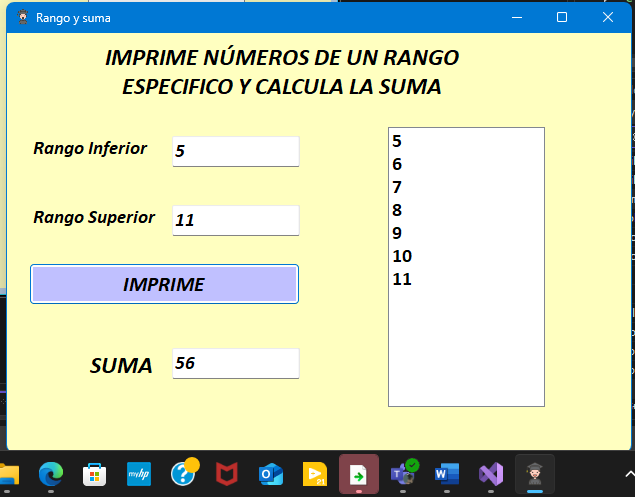 Rango y suma
IMPRIME NÚMEROS DE UN RANGO
ESPECIFICO Y CALCULA LA SUMA
Rango Inferior
5
Rango Superior
11
IMPRIME
SUMA
56
5
6
7
8
9
10
11
myhp